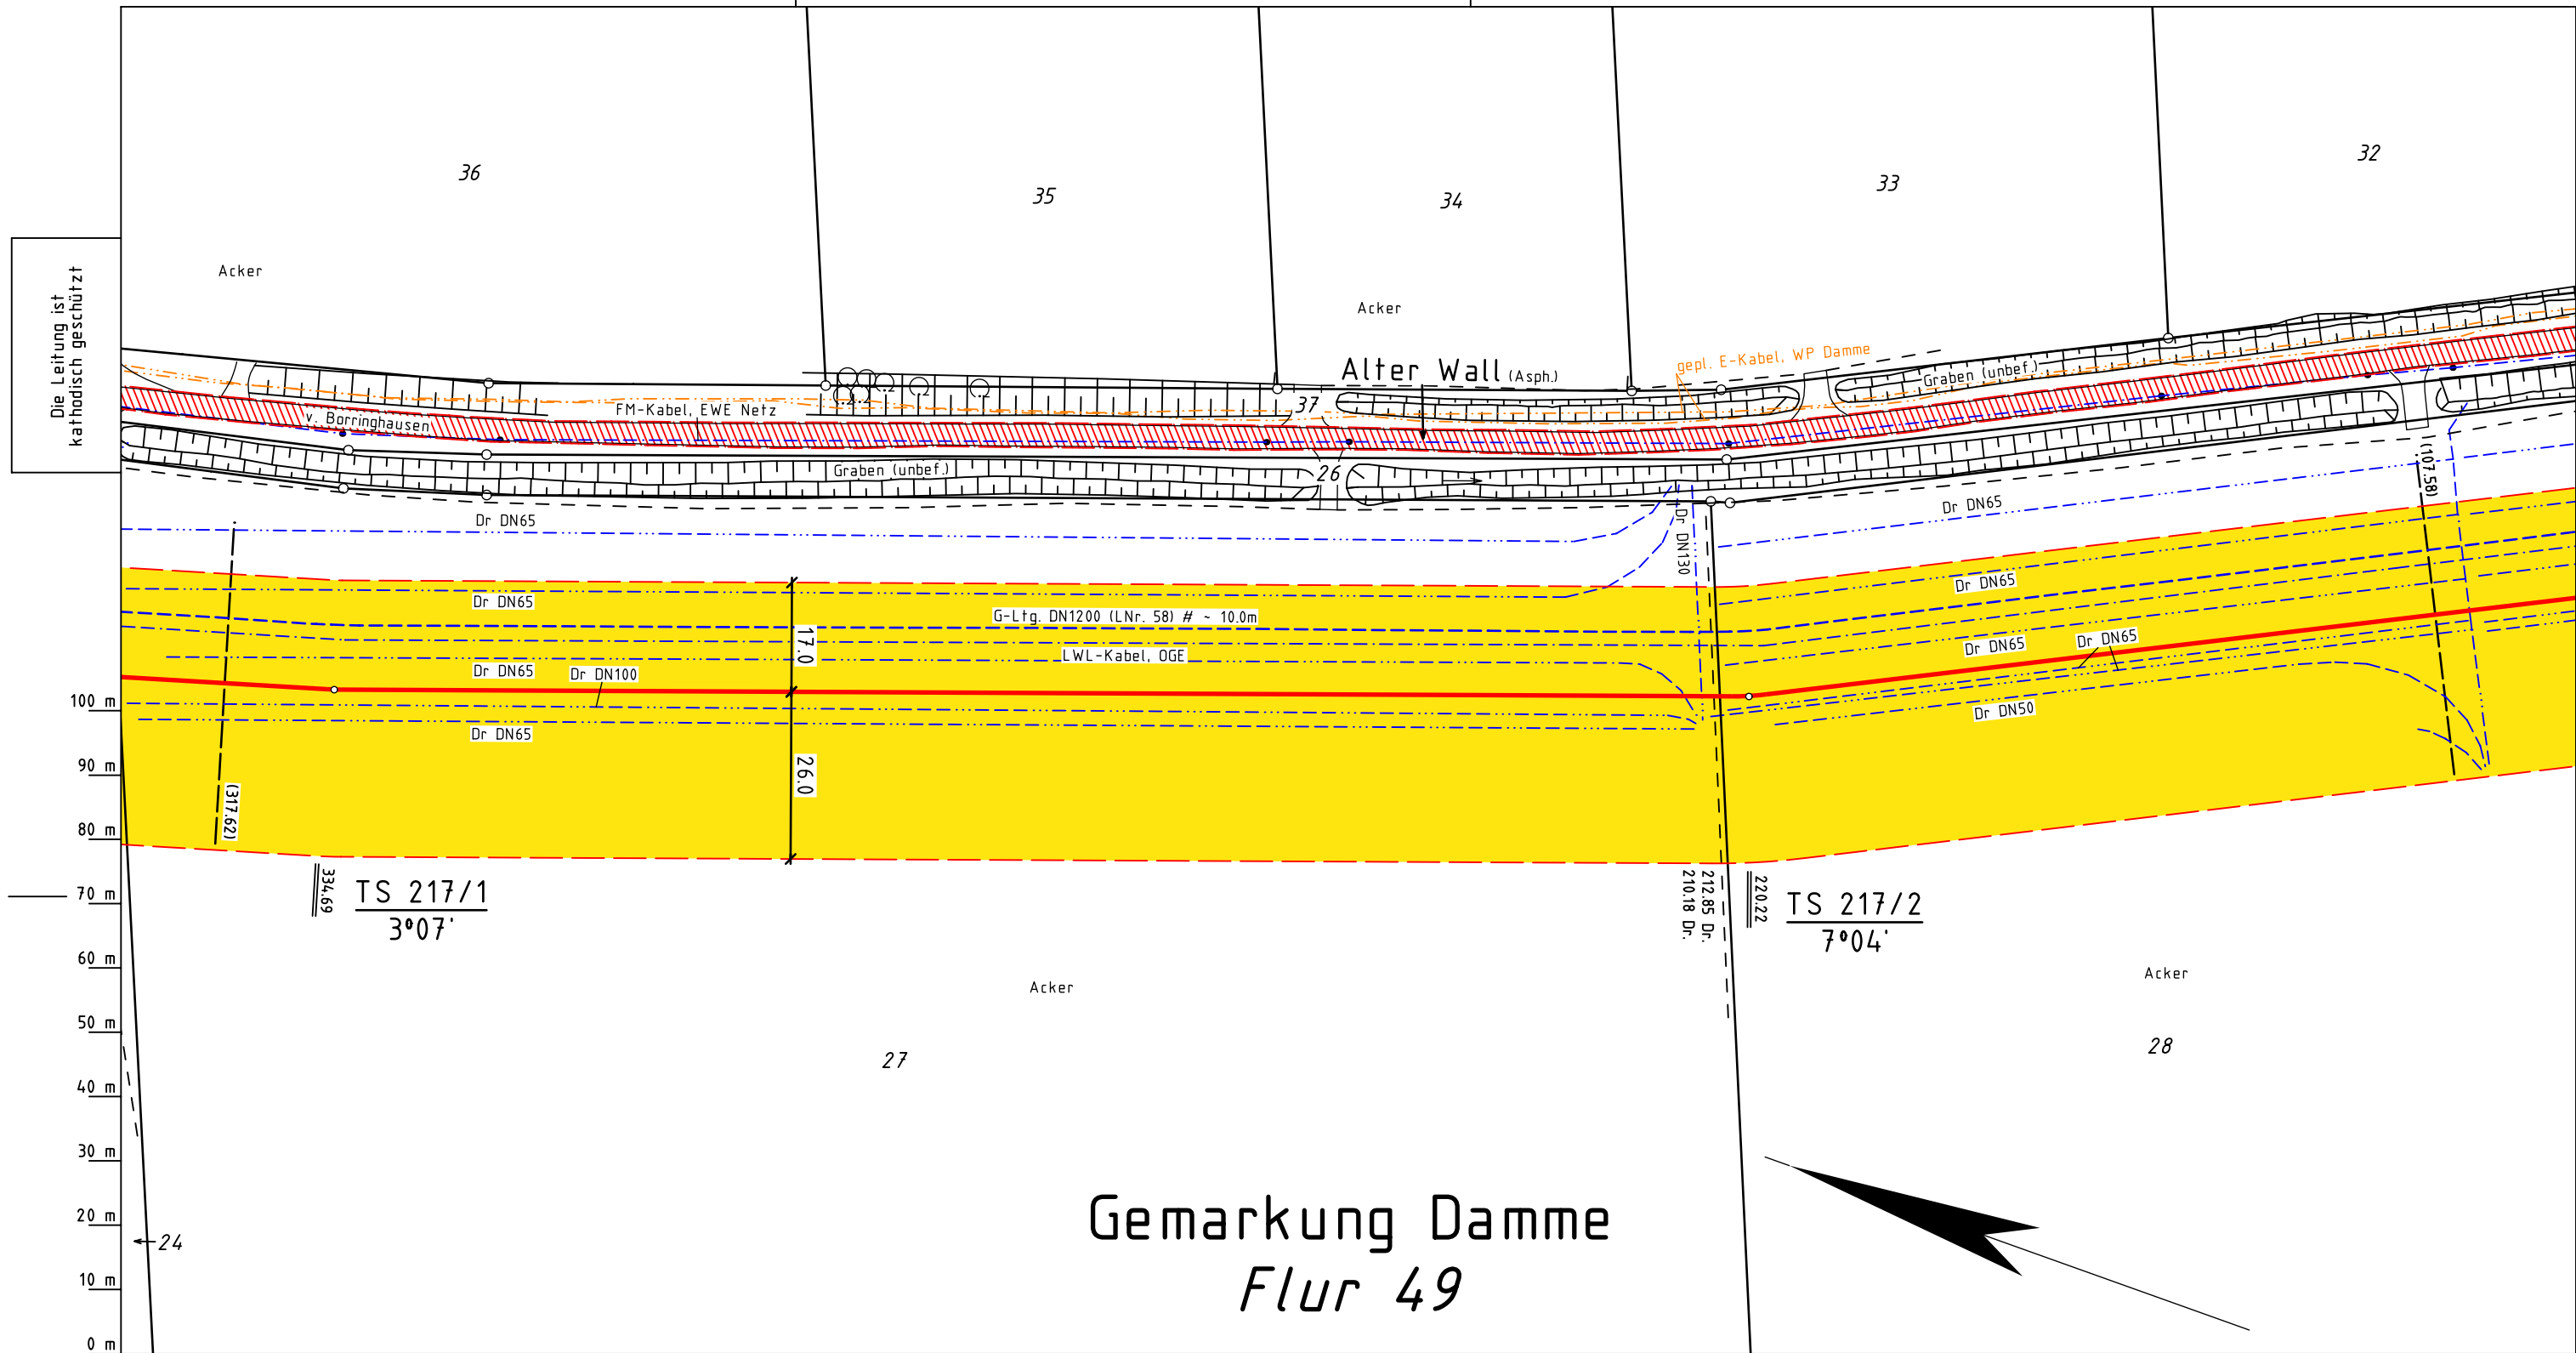 36
35
34
33
32
Die Leitung ist
kathodisch geschützt
Acker
Acker
gepl. E-Kabel, WP Damme
Alter Wall (Asph.)
Graben (unbef.)
FM-Kabel, EWE Netz
37
v. Borringhausen
Graben (unbef.)
26
(107.58)
Dr DN65
Dr DN130
Dr DN65
Dr DN65
Dr DN65
G-Ltg. DN1200 (LNr. 58) # ~ 10.0m
17.0
LWL-Kabel, OGE
Dr DN65
Dr DN65
Dr DN65
Dr DN100
Dr DN50
Dr DN65
26.0
(317.62)
100 m
90 m
80 m
70 m
60 m
50 m
40 m
30 m
20 m
10 m
0 m
334.69
TS 217/1
3°07'
210.18 Dr.
212.85 Dr.
220.22
TS 217/2
7°04'
Acker
Acker
27
28
24
Gemarkung Damme
Flur 49